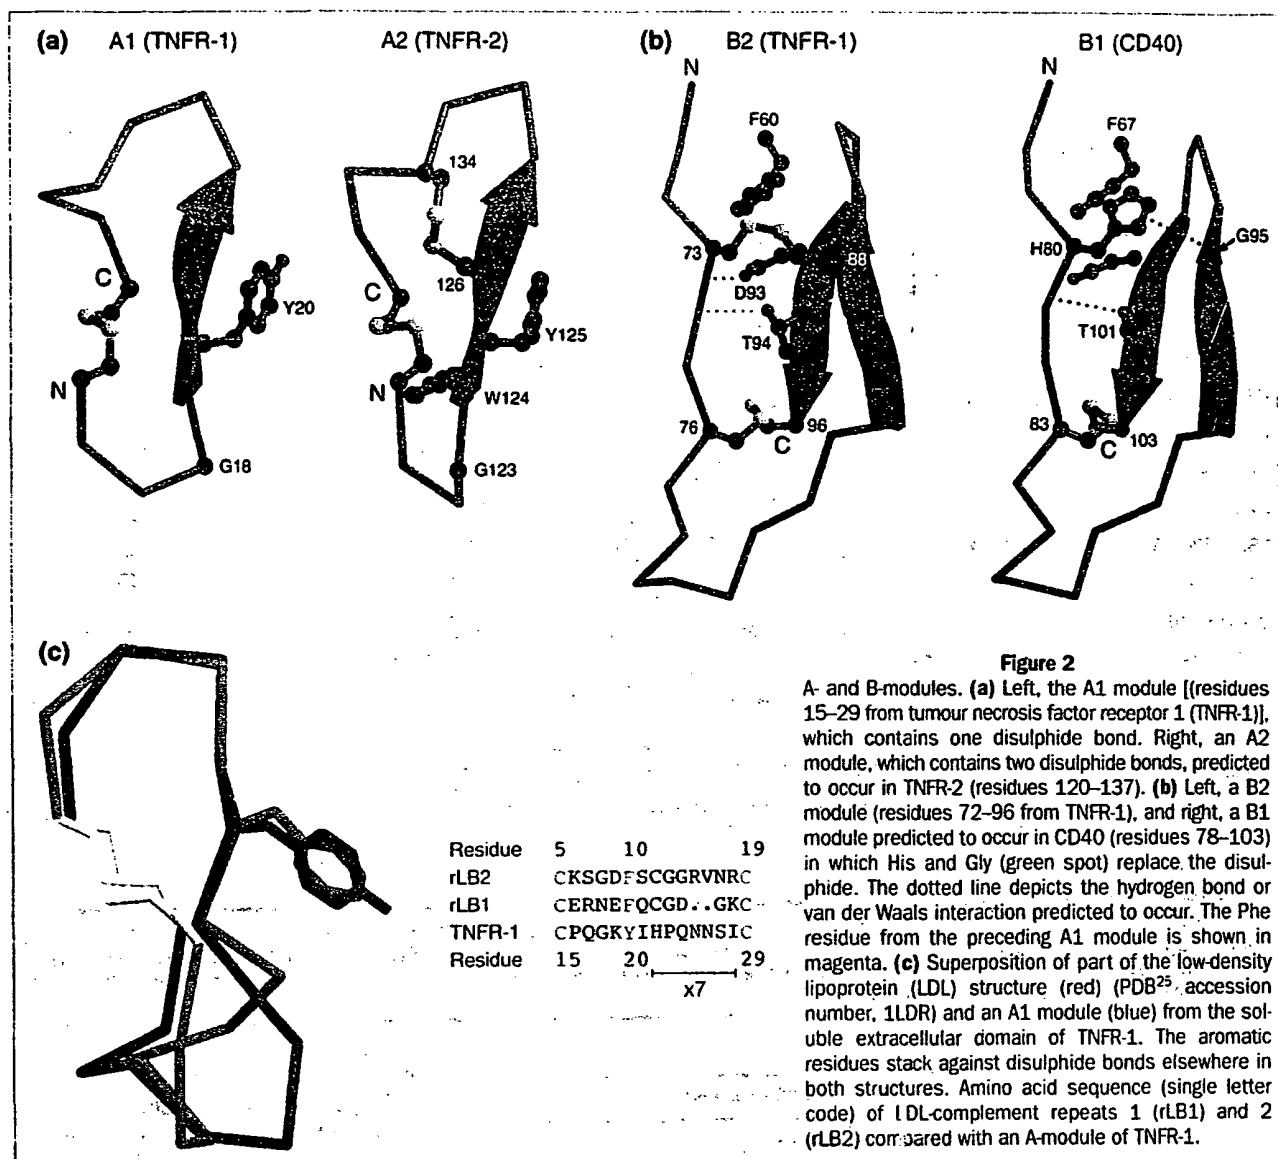 (a) A1 (TNFR-1) A2 (TNFR-2) (b) B2 (TNFR-1) B1 (CD40)
C
N
Y20
G18
134
C
126
Y125
N
W124
G123
N
F60
73
88
D93
T94
76
96
C
N
F67
H80
G95
T101
83
103
C
(c)
Residue 5 10 19
rLB2 CKSGDFSCGGRVNRC
rLB1 CERNEFQCGD..GKC
TNFR-1 CPQGKYIHPQNNSIC
Residue 15 20 29
x7
Figure 2
A- and B-modules. (a) Left, the A1 module [(residues
15–29 from tumour necrosis factor receptor 1 (TNFR-1)],
which contains one disulphide bond. Right, an A2
module, which contains two disulphide bonds, predicted
to occur in TNFR-2 (residues 120–137). (b) Left, a B2
module (residues 72–96 from TNFR-1), and right, a B1
module predicted to occur in CD40 (residues 78–103)
in which His and Gly (green spot) replace the disul-
phide. The dotted line depicts the hydrogen bond or
van der Waals interaction predicted to occur. The Phe
residue from the preceding A1 module is shown in
magenta. (c) Superposition of part of the low-density
lipoprotein (LDL) structure (red) (PDB25 accession
number, 1LDR) and an A1 module (blue) from the sol-
uble extracellular domain of TNFR-1. The aromatic
residues stack against disulphide bonds elsewhere in
both structures. Amino acid sequence (single letter
code) of LDL-complement repeats 1 (rLB1) and 2
(rLB2) compared with an A-module of TNFR-1.